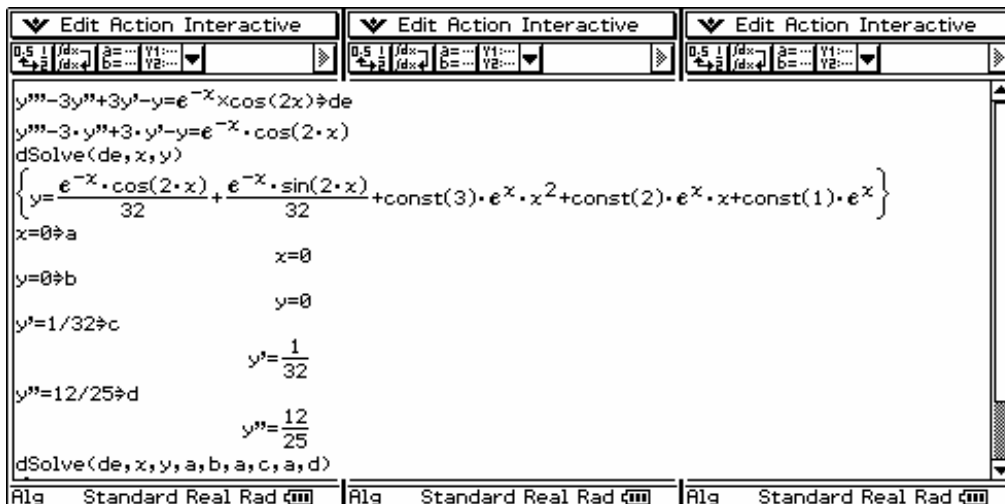 Edit Action Interactive Edit Action Interactive Edit Action Interactive
y'''-3y''+3y'-y=e^-x×cos(2x)⇒de
y'''-3·y''+3·y'-y=e^-x·cos(2·x)
dSolve(de,x,y)
{y=e^-x·cos(2·x)/32+e^-x·sin(2·x)/32+const(3)·e^x·x^2+const(2)·e^x·x+const(1)·e^x}
x=0⇒a
x=0
y=0⇒b
y=0
y'=1/32⇒c
y'=1/32
y''=12/25⇒d
y''=12/25
dSolve(de,x,y,a,b,a,c,a,d)
Alg Standard Real Rad Alg Standard Real Rad Alg Standard Real Rad